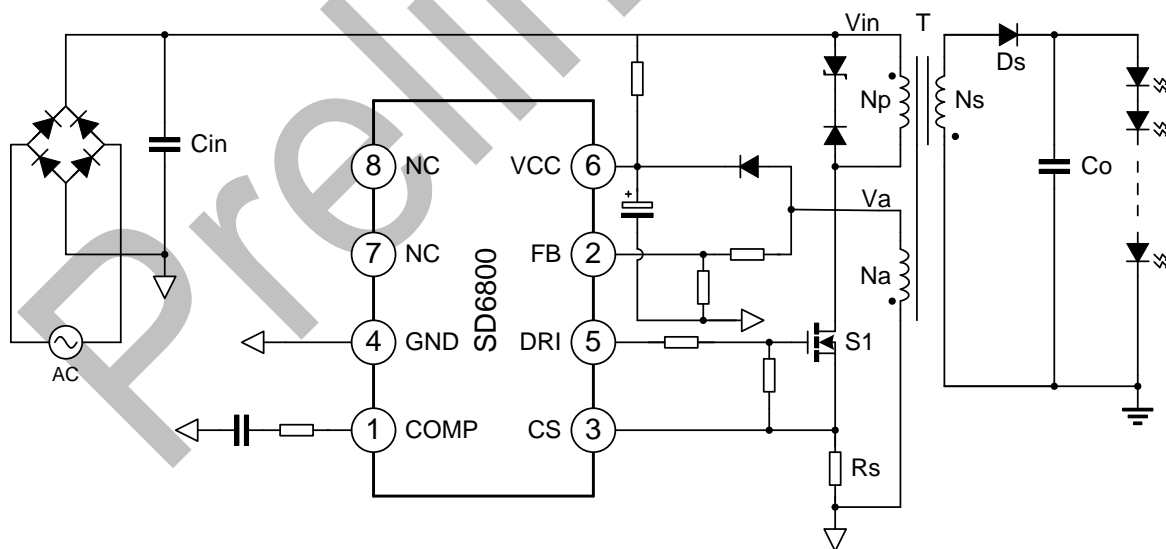 Prelim
Vin
T
Ds
Np
Ns
Cin
8
NC
VCC
6
Co
Va
7
NC
FB
2
Na
SD6800
4
GND
DRI
5
S1
AC
1
COMP
CS
3
Rs
+